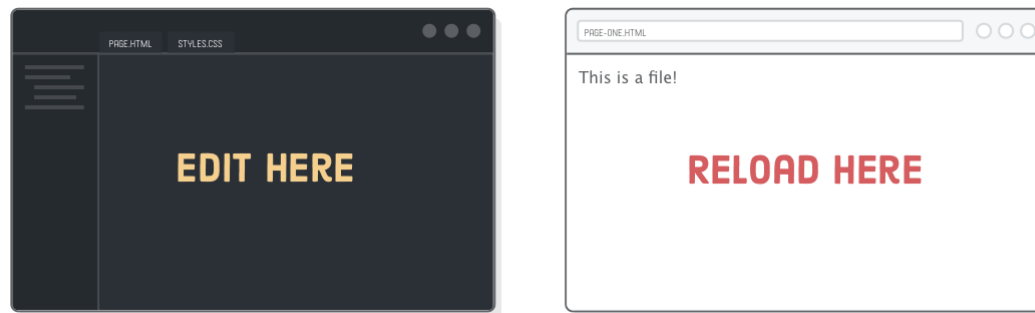 PAGE.HTML STYLES.CSS
EDIT HERE
PAGE-ONE.HTML
This is a file!
RELOAD HERE